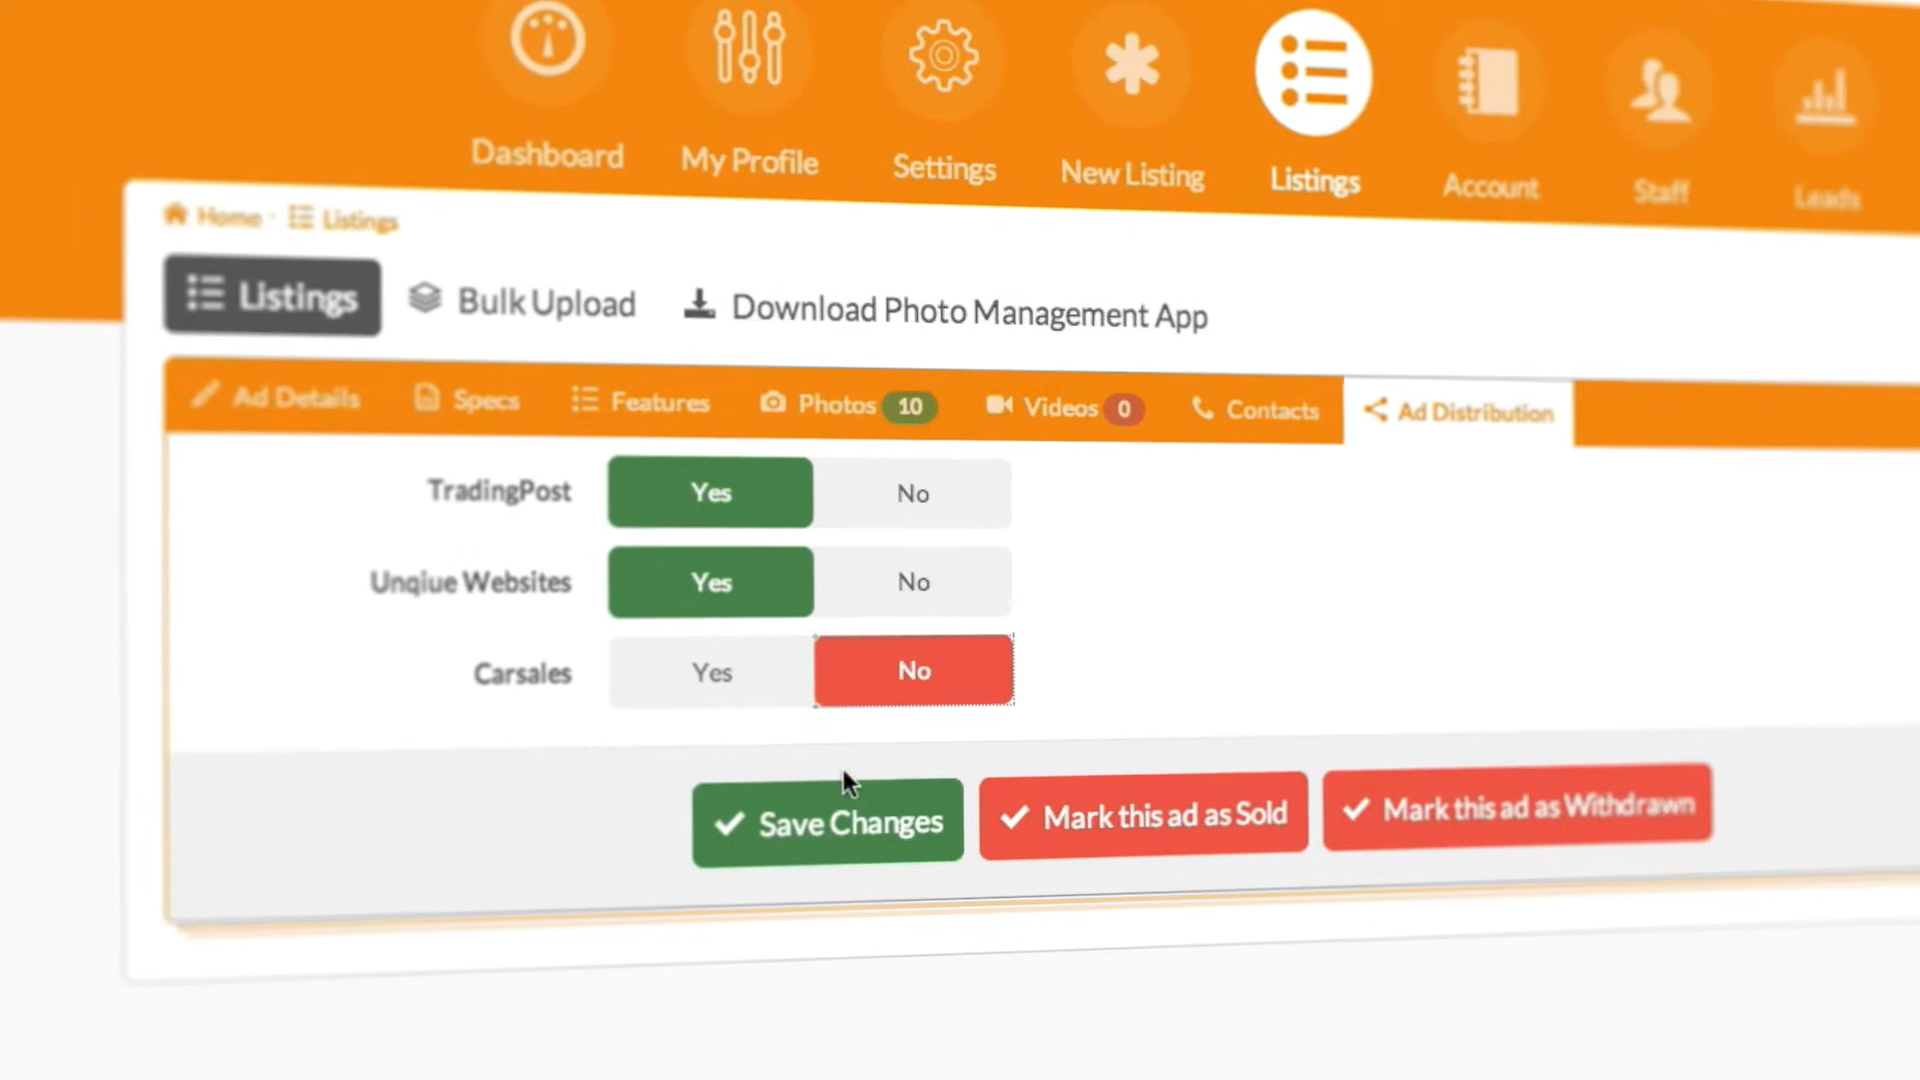 Dashboard
My Profile
Settings
New Listing
Listings
Account
Staff
Leads
Home
Listings
Listings
Bulk Upload
Download Photo Management App
Ad Details
Specs
Features
Photos 10
Videos 0
Contacts
Ad Distribution
TradingPost Yes No
Unqiue Websites Yes No
Carsales Yes No
Save Changes
Mark this ad as Sold
Mark this ad as Withdrawn